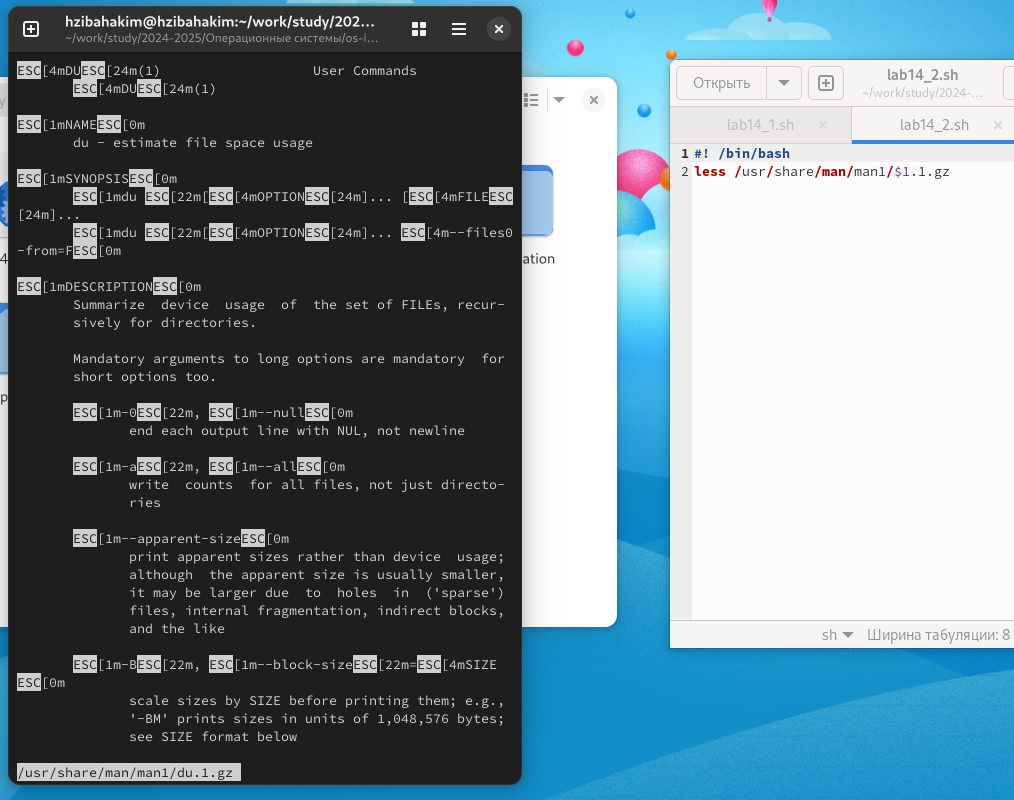 hzibahakim@hzibahakim:~/work/study/202...
~/work/study/2024-2025/Операционные системы/os-i...
ESC[4mDUESC[24m(1) User Commands
ESC[4mDUESC[24m(1)
ESC[1mNAMEESC[0m
du - estimate file space usage
ESC[1mSYNOPSISESC[0m
ESC[1mdu ESC[22m[ESC[4mOPTIONESC[24m]... [ESC[4mFILEESC
[24m]...
ESC[1mdu ESC[22m[ESC[4mOPTIONESC[24m]... ESC[4m--files0
-from=FESC[0m
ESC[1mDESCRIPTIONESC[0m
Summarize device usage of the set of FILEs, recur-
sively for directories.
Mandatory arguments to long options are mandatory for
short options too.
ESC[1m-0ESC[22m, ESC[1m--nullESC[0m
end each output line with NUL, not newline
ESC[1m-aESC[22m, ESC[1m--allESC[0m
write counts for all files, not just directo-
ries
ESC[1m--apparent-sizeESC[0m
print apparent sizes rather than device usage;
although the apparent size is usually smaller,
it may be larger due to holes in ('sparse')
files, internal fragmentation, indirect blocks,
and the like
ESC[1m-BESC[22m, ESC[1m--block-sizeESC[22m=ESC[4mSIZE
ESC[0m
scale sizes by SIZE before printing them; e.g.,
'-BM' prints sizes in units of 1,048,576 bytes;
see SIZE format below
/usr/share/man/man1/du.1.gz
ation
Открыть
lab14_2.sh
~/work/study/2024-...
lab14_1.sh
lab14_2.sh
1 #! /bin/bash
2 less /usr/share/man/man1/$1.1.gz
sh Ширина табуляции: 8